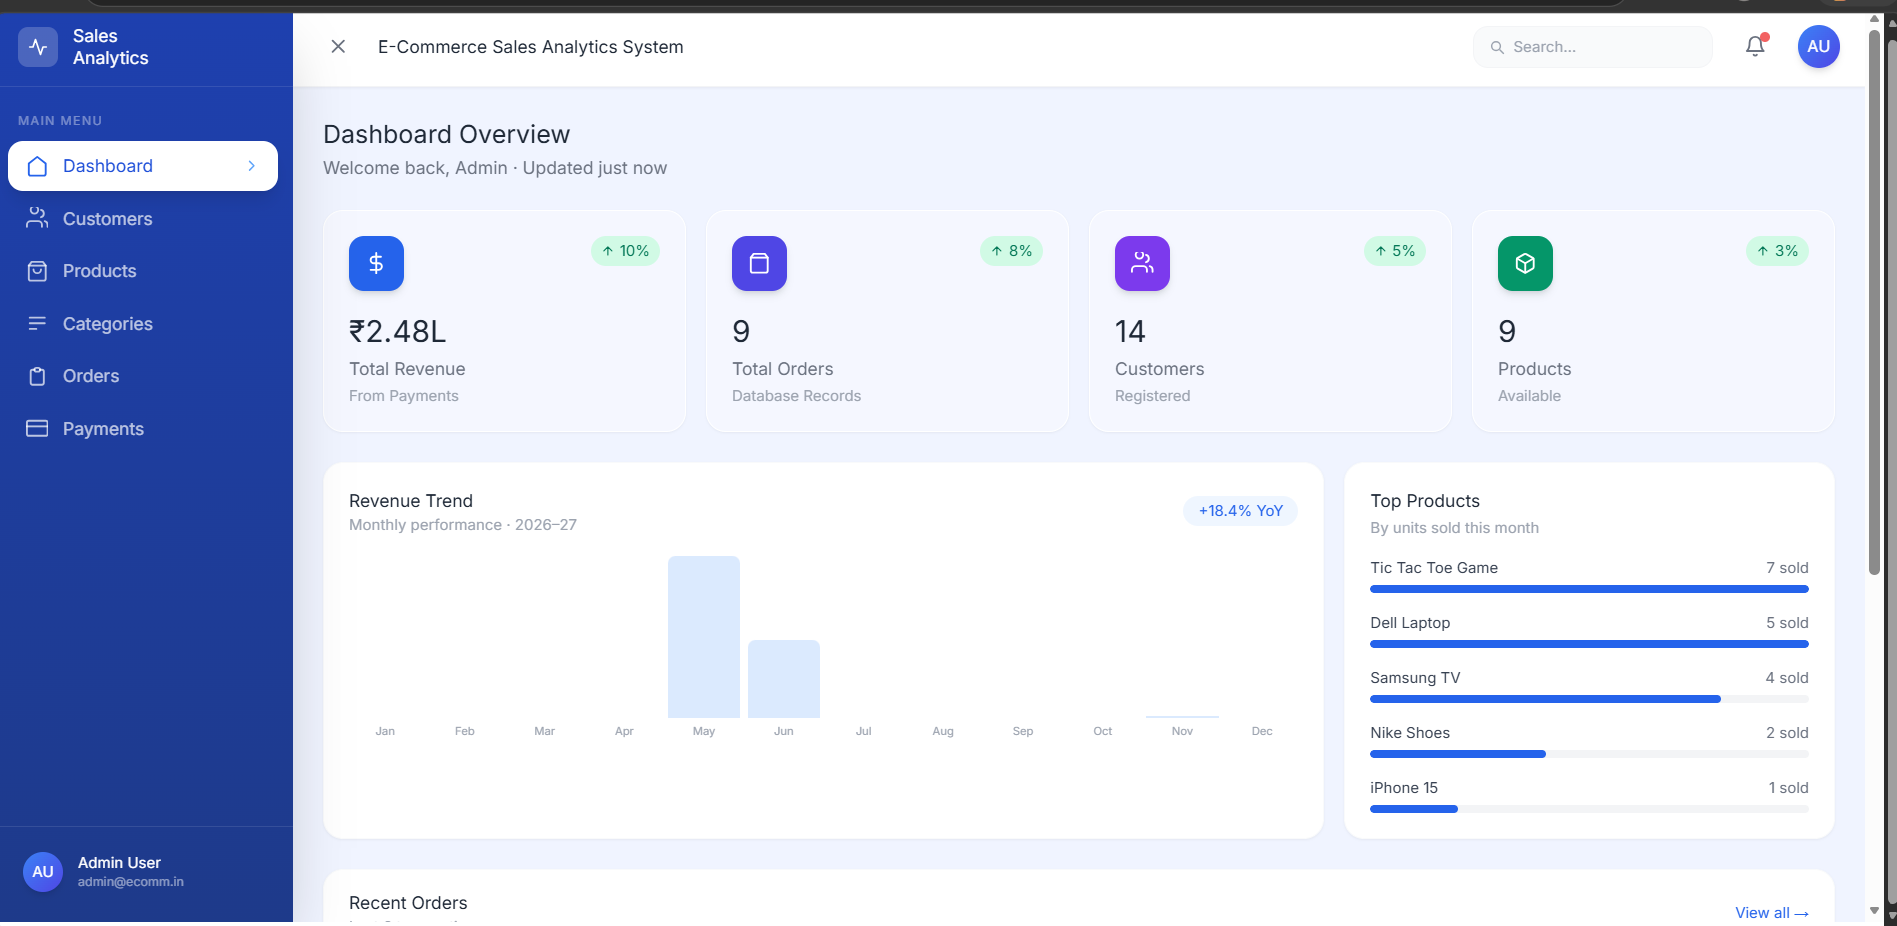 Sales
Analytics
E-Commerce Sales Analytics System
Search...
AU
MAIN MENU
Dashboard
Customers
Products
Categories
Orders
Payments
AU
Admin User
admin@ecomm.in
Dashboard Overview
Welcome back, Admin · Updated just now
↑ 10%
₹2.48L
Total Revenue
From Payments
↑ 8%
9
Total Orders
Database Records
↑ 5%
14
Customers
Registered
↑ 3%
9
Products
Available
Revenue Trend
Monthly performance · 2026–27
+18.4% YoY
Jan Feb Mar Apr May Jun Jul Aug Sep Oct Nov Dec
Top Products
By units sold this month
Tic Tac Toe Game 7 sold
Dell Laptop 5 sold
Samsung TV 4 sold
Nike Shoes 2 sold
iPhone 15 1 sold
Recent Orders
View all →